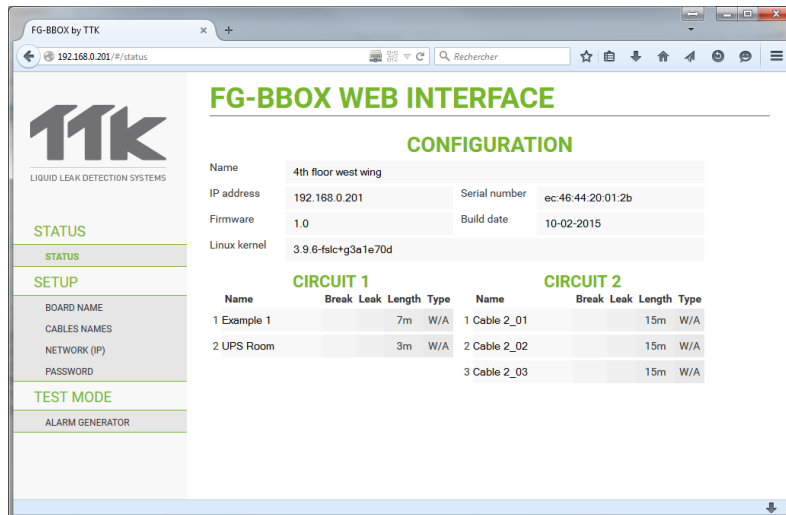 FG-BBOX by TTK
192.168.0.201/#/status
Rechercher
TTK
LIQUID LEAK DETECTION SYSTEMS
STATUS
STATUS
SETUP
BOARD NAME
CABLES NAMES
NETWORK (IP)
PASSWORD
TEST MODE
ALARM GENERATOR
FG-BBOX WEB INTERFACE
CONFIGURATION
Name 4th floor west wing
IP address 192.168.0.201 Serial number ec:46:44:20:01:2b
Firmware 1.0 Build date 10-02-2015
Linux kernel 3.9.6-fslc+g3a1e70d
CIRCUIT 1
Name Break Leak Length Type
1 Example 1 7m W/A
2 UPS Room 3m W/A
CIRCUIT 2
Name Break Leak Length Type
1 Cable 2_01 15m W/A
2 Cable 2_02 15m W/A
3 Cable 2_03 15m W/A